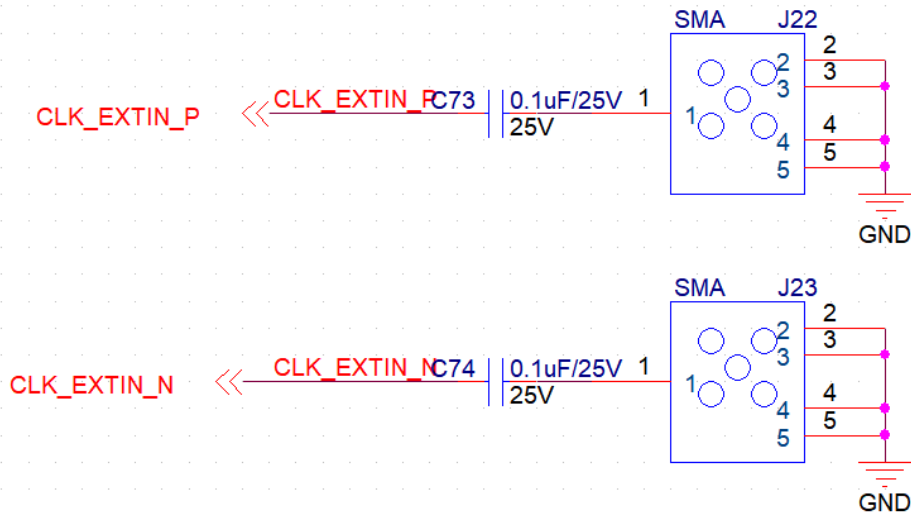 SMA J22
2
2
3
3
CLK_EXTIN_P CLK_EXTIN_P C73 0.1uF/25V 1
25V
1
4
4
5
5
GND
SMA J23
2
2
3
3
CLK_EXTIN_N CLK_EXTIN_N C74 0.1uF/25V 1
25V
1
4
4
5
5
GND